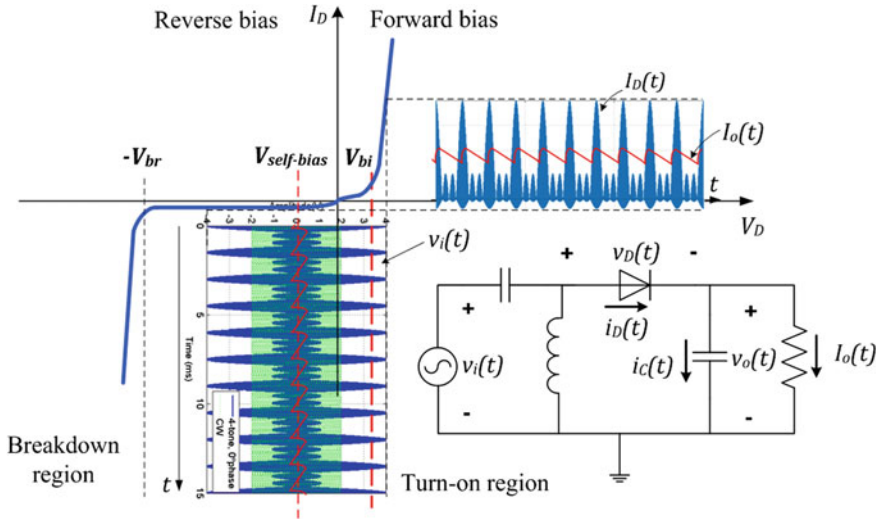 Reverse bias
I_D
Forward bias
I_D(t)
I_o(t)
-V_br
V_self-bias
V_bi
t
V_D
-4 -3 -2 -1 0 1 2 3 4
0
5
10
15
Time (ms)
4-tone, 0°phase
CW
v_i(t)
Breakdown
region
t
Turn-on region
+ v_D(t) -
i_D(t)
+
v_i(t)
-
i_C(t)
+
v_o(t)
-
I_o(t)